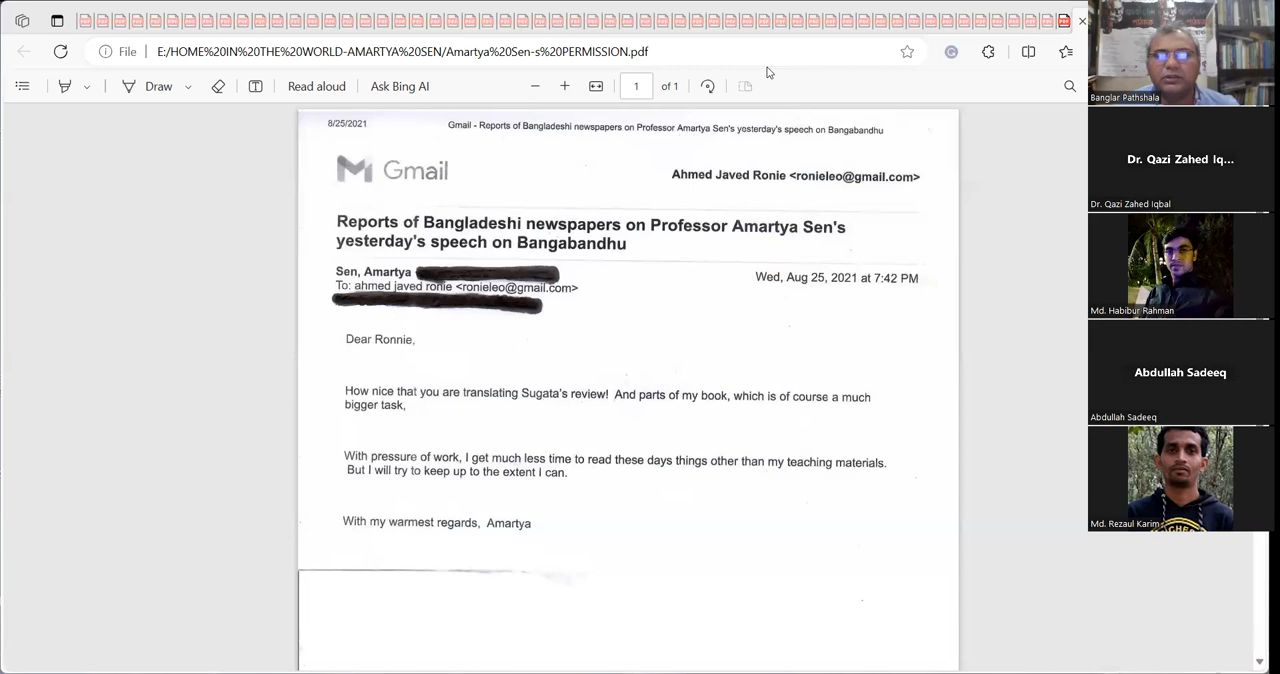 File
E:/HOME%20IN%20THE%20WORLD-AMARTYA%20SEN/Amartya%20Sen-s%20PERMISSION.pdf
Draw
Read aloud
Ask Bing AI
1
of 1
8/25/2021
Gmail - Reports of Bangladeshi newspapers on Professor Amartya Sen's yesterday's speech on Bangabandhu
Gmail
Ahmed Javed Ronie <ronieleo@gmail.com>
Reports of Bangladeshi newspapers on Professor Amartya Sen's
yesterday's speech on Bangabandhu
Sen, Amartya
Wed, Aug 25, 2021 at 7:42 PM
To: ahmed javed ronie <ronieleo@gmail.com>
Dear Ronnie,
How nice that you are translating Sugata's review! And parts of my book, which is of course a much
bigger task,
With pressure of work, I get much less time to read these days things other than my teaching materials.
But I will try to keep up to the extent I can.
With my warmest regards, Amartya
Banglar Pathshala
Dr. Qazi Zahed Iq...
Dr. Qazi Zahed Iqbal
Md. Habibur Rahman
Abdullah Sadeeq
Abdullah Sadeeq
Md. Rezaul Karim